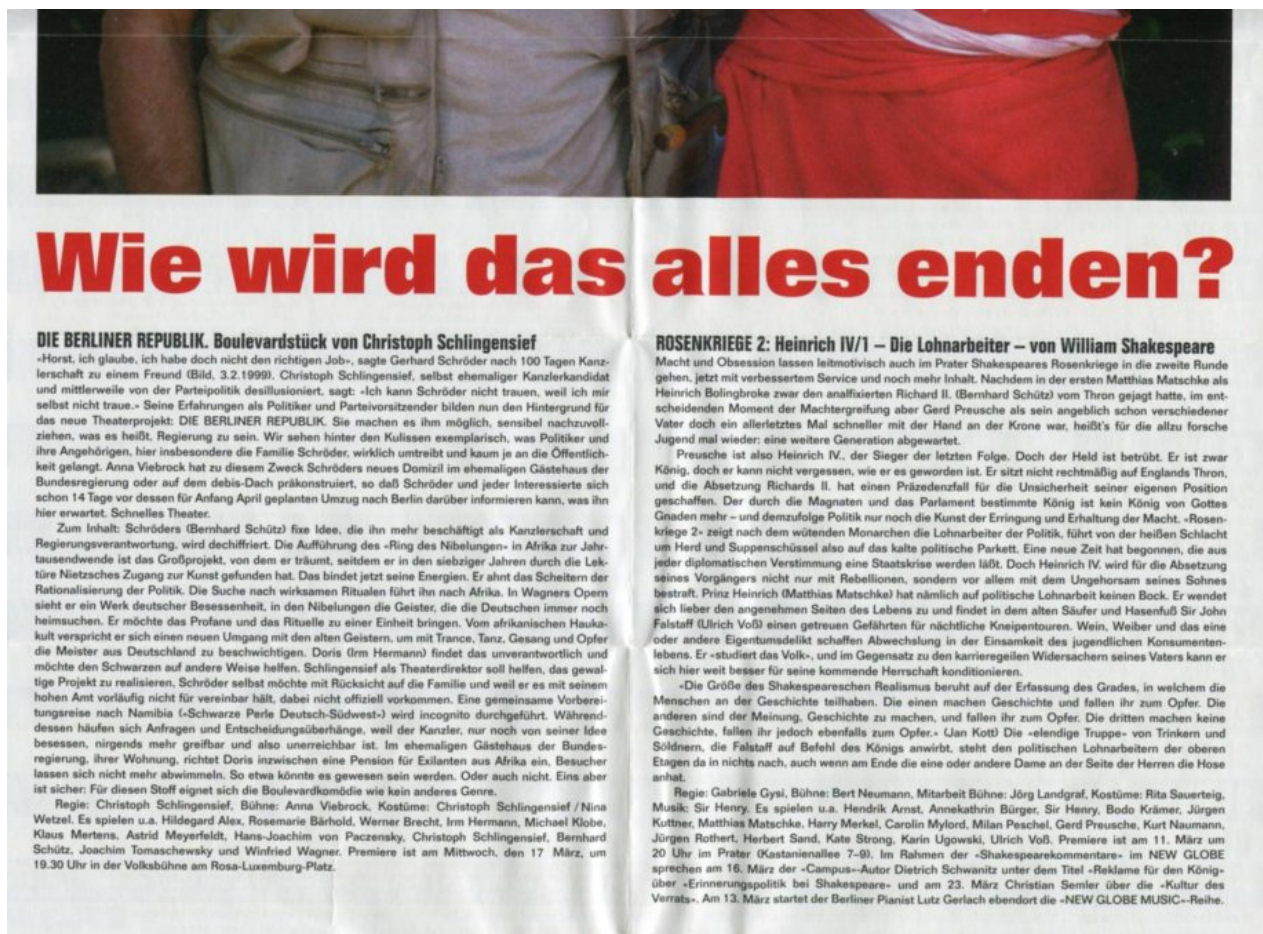 Wie wird das alles enden?
DIE BERLINER REPUBLIK. Boulevardstück von Christoph Schlingensief
«Horst, ich glaube, ich habe doch nicht den richtigen Job», sagte Gerhard Schröder nach 100 Tagen Kanz-
lerschaft zu einem Freund (Bild, 3.2.1999). Christoph Schlingensief, selbst ehemaliger Kanzlerkandidat
und mittlerweile von der Parteipolitik desillusioniert, sagt: «Ich kann Schröder nicht trauen, weil ich mir
selbst nicht traue.» Seine Erfahrungen als Politiker und Parteivorsitzender bilden nun den Hintergrund für
das neue Theaterprojekt: DIE BERLINER REPUBLIK. Sie machen es ihm möglich, sensibel nachzuvoll-
ziehen, was es heißt, Regierung zu sein. Wir sehen hinter den Kulissen exemplarisch, was Politiker und
ihre Angehörigen, hier insbesondere die Familie Schröder, wirklich umtreibt und kaum je an die Öffentlich-
keit gelangt. Anna Viebrock hat zu diesem Zweck Schröders neues Domizil im ehemaligen Gästehaus der
Bundesregierung oder auf dem debis-Dach präkonstruiert, so daß Schröder und jeder Interessierte sich
schon 14 Tage vor dessen für Anfang April geplanten Umzug nach Berlin darüber informieren kann, was ihn
hier erwartet. Schnelles Theater.
Zum Inhalt: Schröders (Bernhard Schütz) fixe Idee, die ihn mehr beschäftigt als Kanzlerschaft und
Regierungsverantwortung, wird dechiffriert. Die Aufführung des «Ring des Nibelungen» in Afrika zur Jahr-
tausendwende ist das Großprojekt, von dem er träumt, seitdem er in den siebziger Jahren durch die Lek-
türe Nietzsches Zugang zur Kunst gefunden hat. Das bindet jetzt seine Energien. Er ahnt das Scheitern der
Rationalisierung der Politik. Die Suche nach wirksamen Ritualen führt ihn nach Afrika. In Wagners Opern
sieht er ein Werk deutscher Besessenheit, in den Nibelungen die Geister, die die Deutschen immer noch
heimsuchen. Er möchte das Profane und das Rituelle zu einer Einheit bringen. Vom afrikanischen Hauka-
kult verspricht er sich einen neuen Umgang mit den alten Geistern, um mit Trance, Tanz, Gesang und Opfer
die Meister aus Deutschland zu beschwichtigen. Doris (Irm Hermann) findet das unverantwortlich und
möchte den Schwarzen auf andere Weise helfen. Schlingensief als Theaterdirektor soll helfen, das gewal-
tige Projekt zu realisieren, Schröder selbst möchte mit Rücksicht auf die Familie und weil er es mit seinem
hohen Amt vorläufig nicht für vereinbar hält, dabei nicht offiziell vorkommen. Eine gemeinsame Vorberei-
tungsreise nach Namibia («Schwarze Perle Deutsch-Südwest») wird incognito durchgeführt. Während-
dessen häufen sich Anfragen und Entscheidungsüberhänge, weil der Kanzler, nur noch von seiner Idee
besessen, nirgends mehr greifbar und also unerreichbar ist. Im ehemaligen Gästehaus der Bundes-
regierung, ihrer Wohnung, richtet Doris inzwischen eine Pension für Exilanten aus Afrika ein, Besucher
lassen sich nicht mehr abwimmeln. So etwa könnte es gewesen sein werden. Oder auch nicht. Eins aber
ist sicher: Für diesen Stoff eignet sich die Boulevardkomödie wie kein anderes Genre.
Regie: Christoph Schlingensief, Bühne: Anna Viebrock, Kostüme: Christoph Schlingensief / Nina
Wetzel. Es spielen u.a. Hildegard Alex, Rosemarie Bärhold, Werner Brecht, Irm Hermann, Michael Klobe,
Klaus Mertens, Astrid Meyerfeldt, Hans-Joachim von Paczensky, Christoph Schlingensief, Bernhard
Schütz, Joachim Tomaschewsky und Winfried Wagner. Premiere ist am Mittwoch, den 17 März, um
19.30 Uhr in der Volksbühne am Rosa-Luxemburg-Platz.
ROSENKRIEGE 2: Heinrich IV/1 – Die Lohnarbeiter – von William Shakespeare
Macht und Obsession lassen leitmotivisch auch im Prater Shakespeares Rosenkriege in die zweite Runde
gehen, jetzt mit verbessertem Service und noch mehr Inhalt. Nachdem in der ersten Matthias Matschke als
Heinrich Bolingbroke zwar den analfixierten Richard II. (Bernhard Schütz) vom Thron gejagt hatte, im ent-
scheidenden Moment der Machtergreifung aber Gerd Preusche als sein angeblich schon verschiedener
Vater doch ein allerletztes Mal schneller mit der Hand an der Krone war, heißt's für die allzu forsche
Jugend mal wieder: eine weitere Generation abgewartet.
Preusche ist also Heinrich IV., der Sieger der letzten Folge. Doch der Held ist betrübt. Er ist zwar
König, doch er kann nicht vergessen, wie er es geworden ist. Er sitzt nicht rechtmäßig auf Englands Thron,
und die Absetzung Richards II. hat einen Präzedenzfall für die Unsicherheit seiner eigenen Position
geschaffen. Der durch die Magnaten und das Parlament bestimmte König ist kein König von Gottes
Gnaden mehr – und demzufolge Politik nur noch die Kunst der Erringung und Erhaltung der Macht. «Rosen-
kriege 2» zeigt nach dem wütenden Monarchen die Lohnarbeiter der Politik, führt von der heißen Schlacht
um Herd und Suppenschüssel also auf das kalte politische Parkett. Eine neue Zeit hat begonnen, die aus
jeder diplomatischen Verstimmung eine Staatskrise werden läßt. Doch Heinrich IV. wird für die Absetzung
seines Vorgängers nicht nur mit Rebellionen, sondern vor allem mit dem Ungehorsam seines Sohnes
bestraft. Prinz Heinrich (Matthias Matschke) hat nämlich auf politische Lohnarbeit keinen Bock. Er wendet
sich lieber den angenehmen Seiten des Lebens zu und findet in dem alten Säufer und Hasenfuß Sir John
Falstaff (Ulrich Voß) einen getreuen Gefährten für nächtliche Kneipentouren. Wein, Weiber und das eine
oder andere Eigentumsdelikt schaffen Abwechslung in der Einsamkeit des jugendlichen Konsumenten-
lebens. Er «studiert das Volk», und im Gegensatz zu den karrieregeilen Widersachern seines Vaters kann er
sich hier weit besser für seine kommende Herrschaft konditionieren.
«Die Größe des Shakespeareschen Realismus beruht auf der Erfassung des Grades, in welchem die
Menschen an der Geschichte teilhaben. Die einen machen Geschichte und fallen ihr zum Opfer. Die
anderen sind der Meinung, Geschichte zu machen, und fallen ihr zum Opfer. Die dritten machen keine
Geschichte, fallen ihr jedoch ebenfalls zum Opfer.» (Jan Kott) Die «elendige Truppe» von Trinkern und
Söldnern, die Falstaff auf Befehl des Königs anwirbt, steht den politischen Lohnarbeitern der oberen
Etagen da in nichts nach, auch wenn am Ende die eine oder andere Dame an der Seite der Herren die Hose
anhat.
Regie: Gabriele Gysi, Bühne: Bert Neumann, Mitarbeit Bühne: Jörg Landgraf, Kostüme: Rita Sauerteig,
Musik: Sir Henry. Es spielen u.a. Hendrik Arnst, Annekathrin Bürger, Sir Henry, Bodo Krämer, Jürgen
Kuttner, Matthias Matschke, Harry Merkel, Carolin Mylord, Milan Peschel, Gerd Preusche, Kurt Naumann,
Jürgen Rothert, Herbert Sand, Kate Strong, Karin Ugowski, Ulrich Voß. Premiere ist am 11. März um
20 Uhr im Prater (Kastanienallee 7–9). Im Rahmen der «Shakespearekommentare» im NEW GLOBE
sprechen am 16. März der «Campus»-Autor Dietrich Schwanitz unter dem Titel «Reklame für den König»
über «Erinnerungspolitik bei Shakespeare» und am 23. März Christian Semler über die «Kultur des
Verrats». Am 13. März startet der Berliner Pianist Lutz Gerlach ebendort die «NEW GLOBE MUSIC»-Reihe.